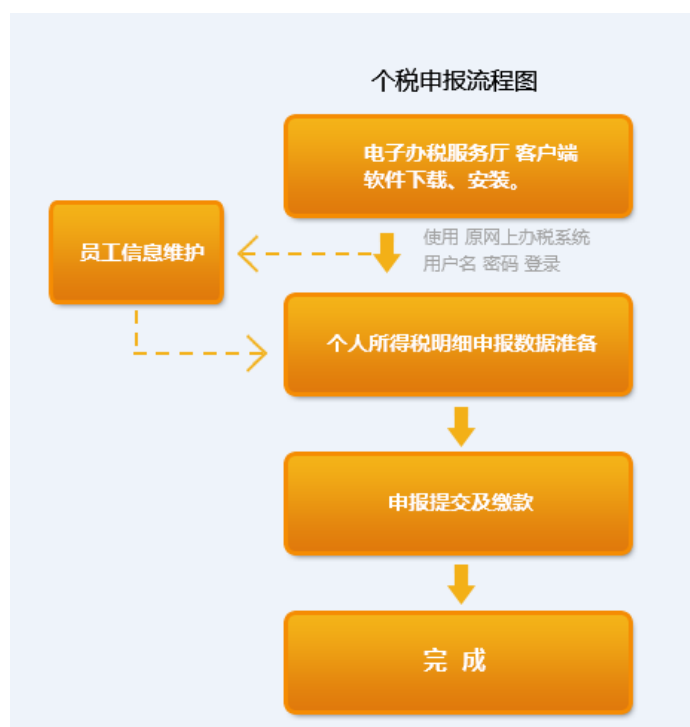 个税申报流程图
电子办税服务厅 客户端
软件下载、安装。
使用 原网上办税系统
用户名 密码 登录
员工信息维护
个人所得税明细申报数据准备
申报提交及缴款
完 成